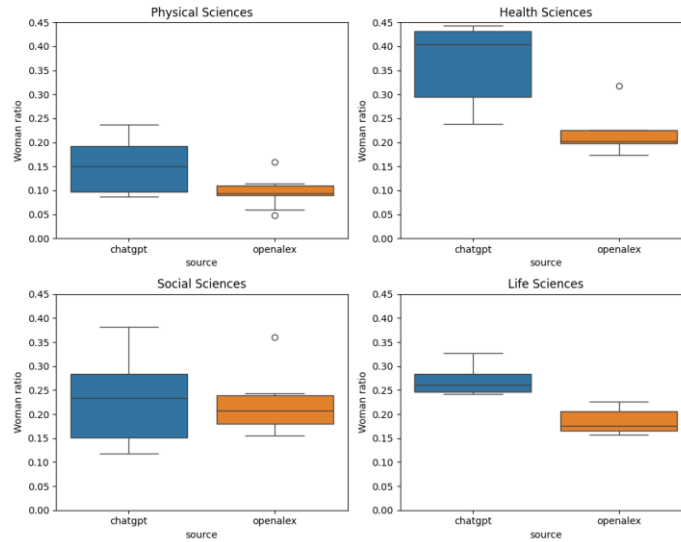 Physical Sciences
Woman ratio
0.45
0.40
0.35
0.30
0.25
0.20
0.15
0.10
0.05
0.00
chatgpt openalex
source
Health Sciences
Woman ratio
0.45
0.40
0.35
0.30
0.25
0.20
0.15
0.10
0.05
0.00
chatgpt openalex
source
Social Sciences
Woman ratio
0.45
0.40
0.35
0.30
0.25
0.20
0.15
0.10
0.05
0.00
chatgpt openalex
source
Life Sciences
Woman ratio
0.45
0.40
0.35
0.30
0.25
0.20
0.15
0.10
0.05
0.00
chatgpt openalex
source